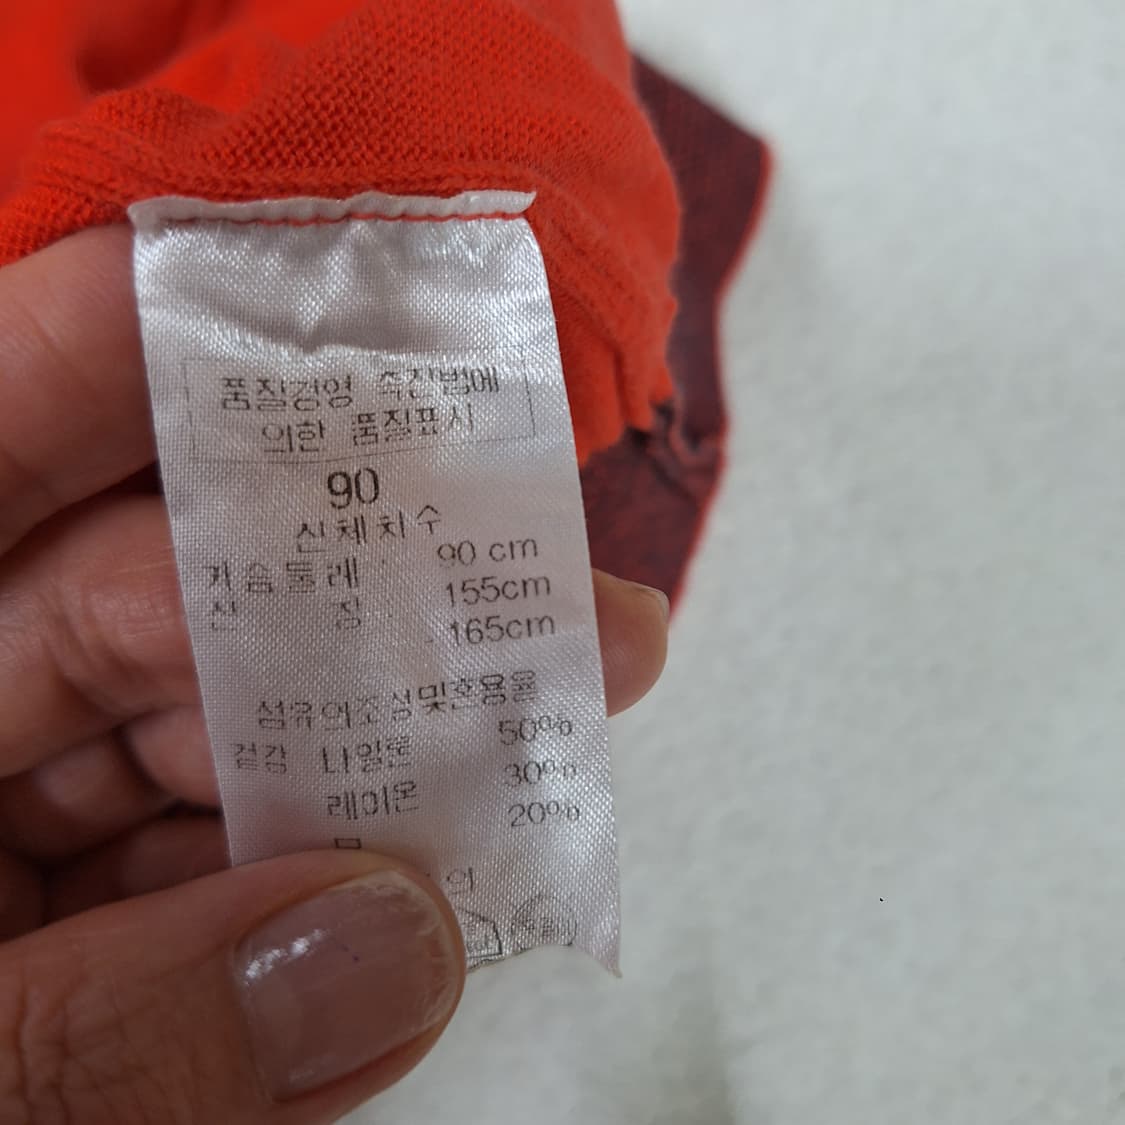 품질경영 촉진법에
의한 품질표시
90
신체치수
가슴둘레 90 cm
신 장 155cm
165cm
섬유의조성및혼용율
겉감 나일론 50%
레이온 30%
20%